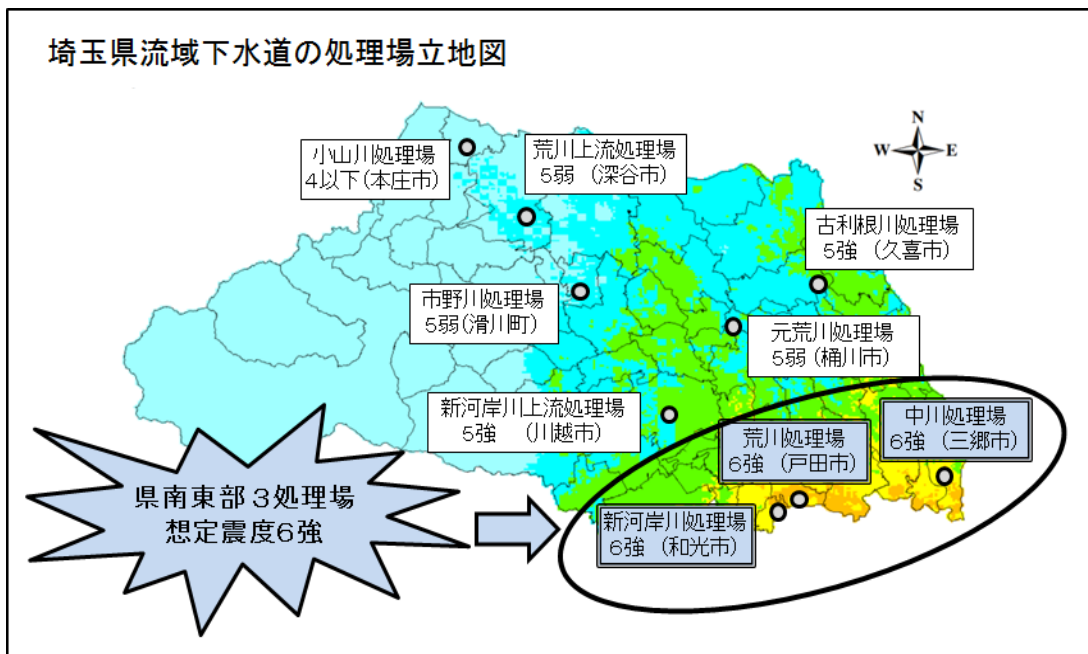 埼玉県流域下水道の処理場立地図
N
W E
S
小山川処理場
4以下(本庄市)
荒川上流処理場
5弱 (深谷市)
古利根川処理場
5強 (久喜市)
市野川処理場
5弱(滑川町)
元荒川処理場
5弱(桶川市)
新河岸川上流処理場
5強 (川越市)
荒川処理場
6強 (戸田市)
中川処理場
6強 (三郷市)
新河岸川処理場
6強 (和光市)
県南東部3処理場
想定震度6強